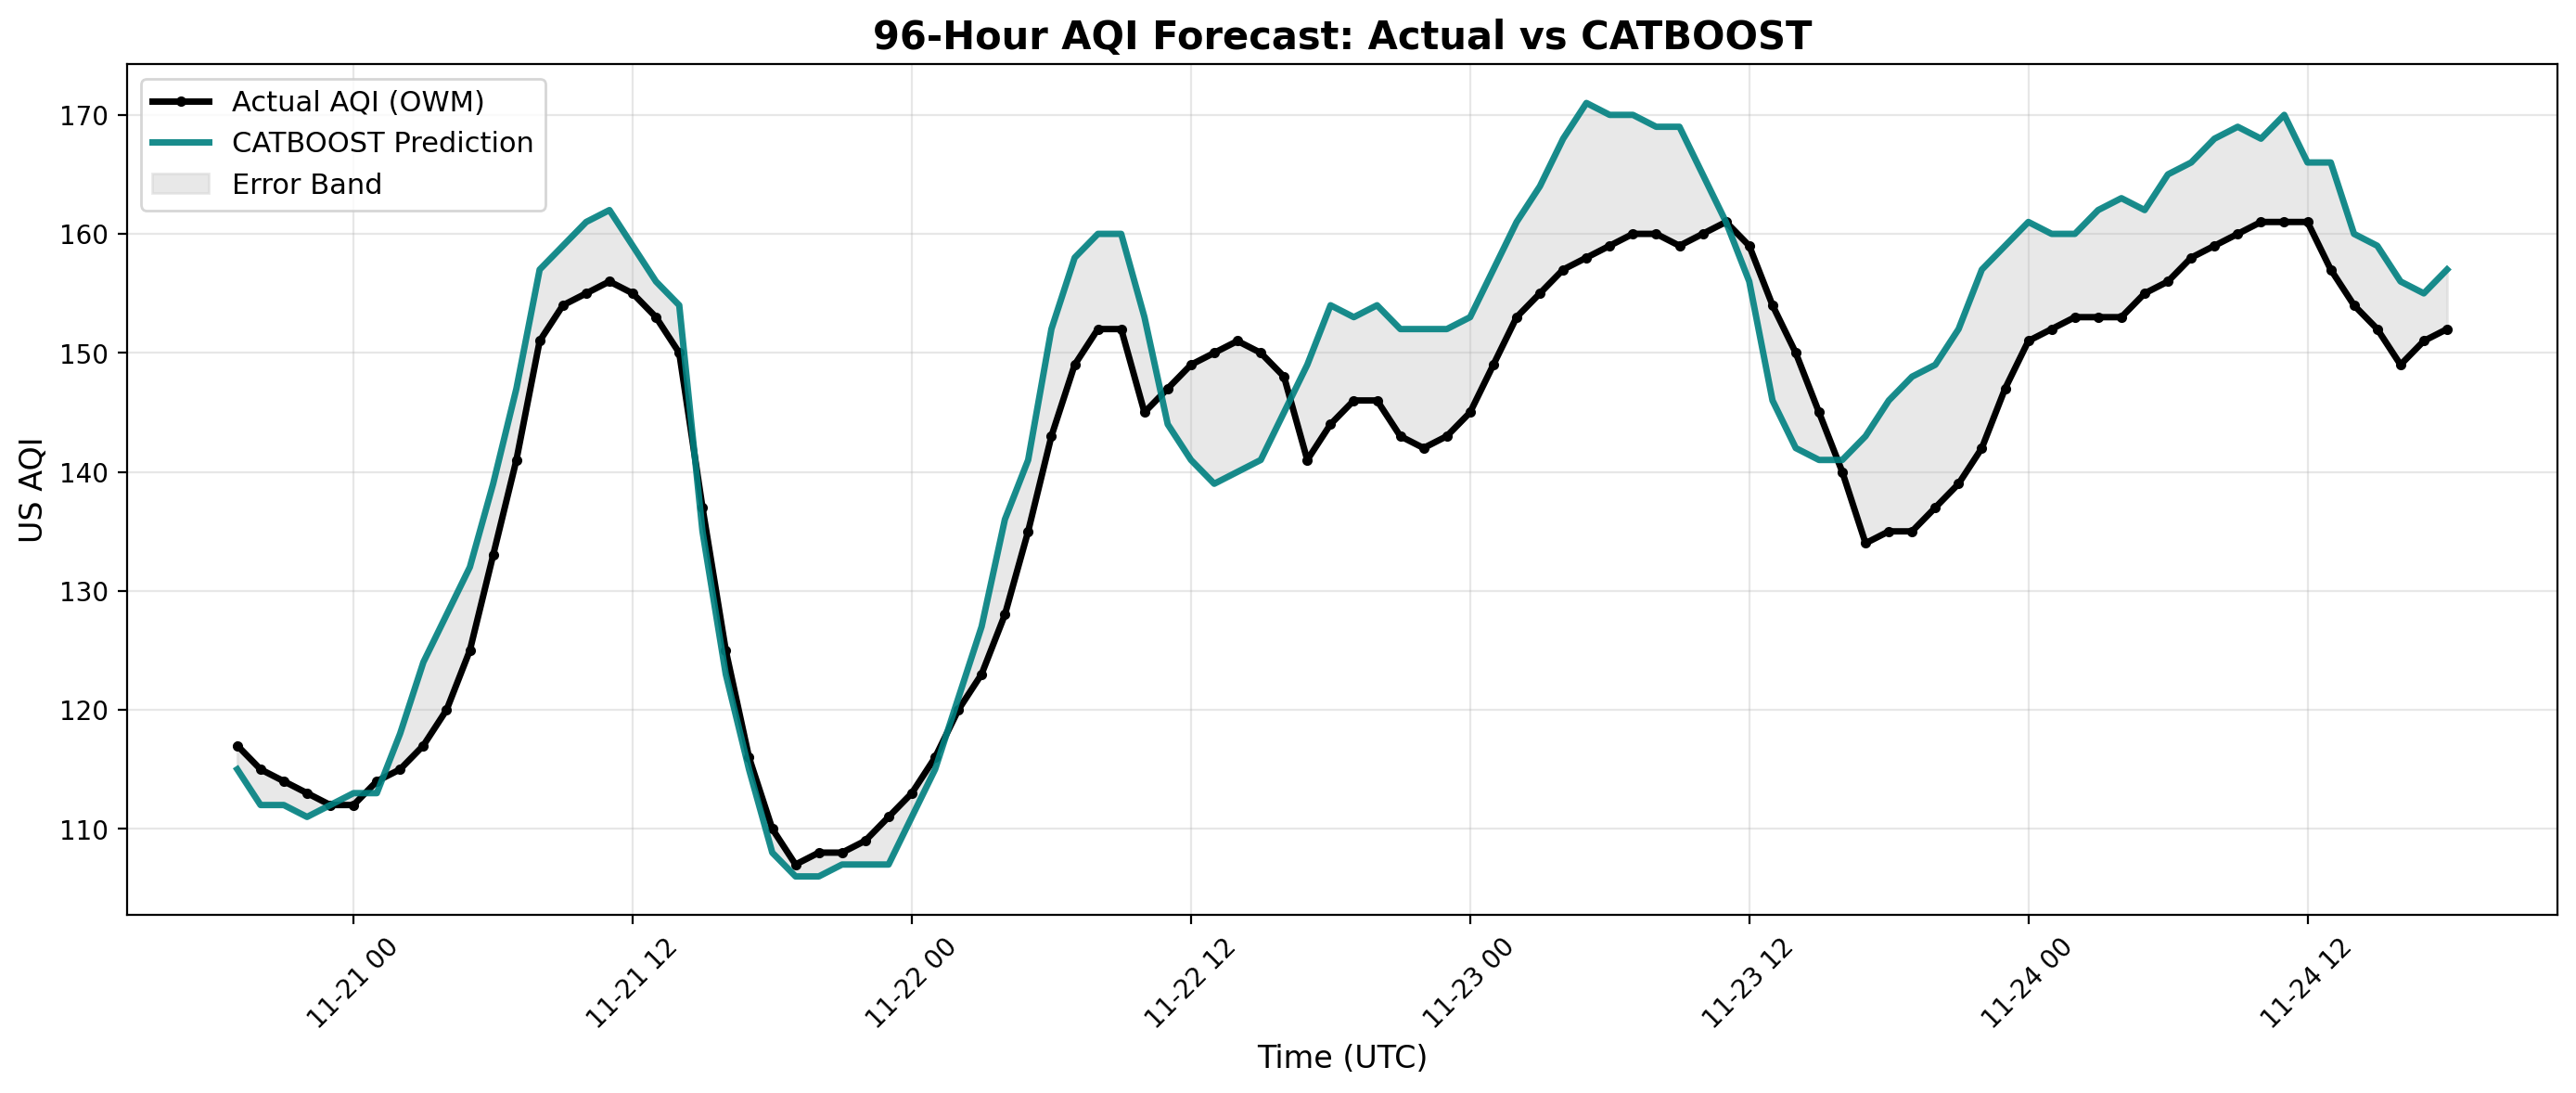 96-Hour AQI Forecast: Actual vs CATBOOST
Actual AQI (OWM)
CATBOOST Prediction
Error Band
US AQI
170
160
150
140
130
120
110
11-21 00
11-21 12
11-22 00
11-22 12
11-23 00
11-23 12
11-24 00
11-24 12
Time (UTC)